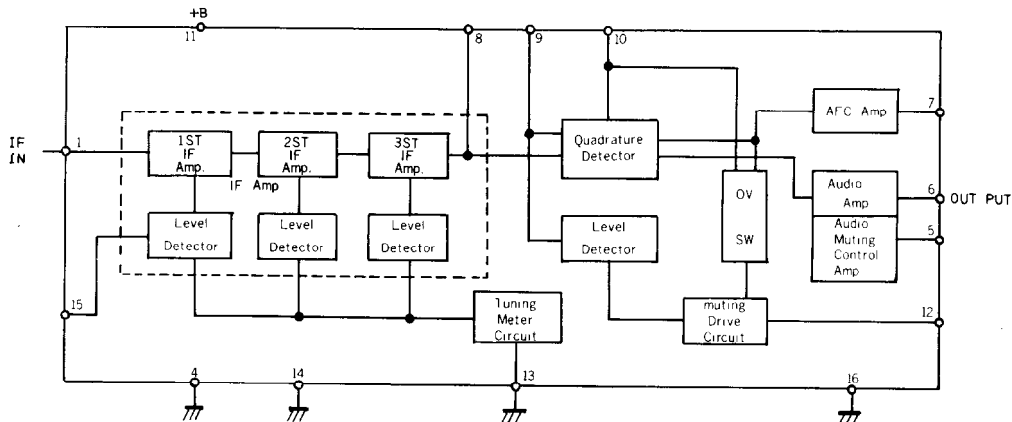 +B
11
8
9
10
IF
IN
1
1ST
IF
Amp.
2ST
IF
Amp.
3ST
IF
Amp.
IF Amp
Quadrature
Detector
AFC Amp
7
Level
Detector
Level
Detector
Level
Detector
Level
Detector
OV
SW
Audio
Amp
6
OUT PUT
Audio
Muting
Control
Amp
5
15
Tuning
Meter
Circuit
muting
Drive
Circuit
12
4
14
13
16